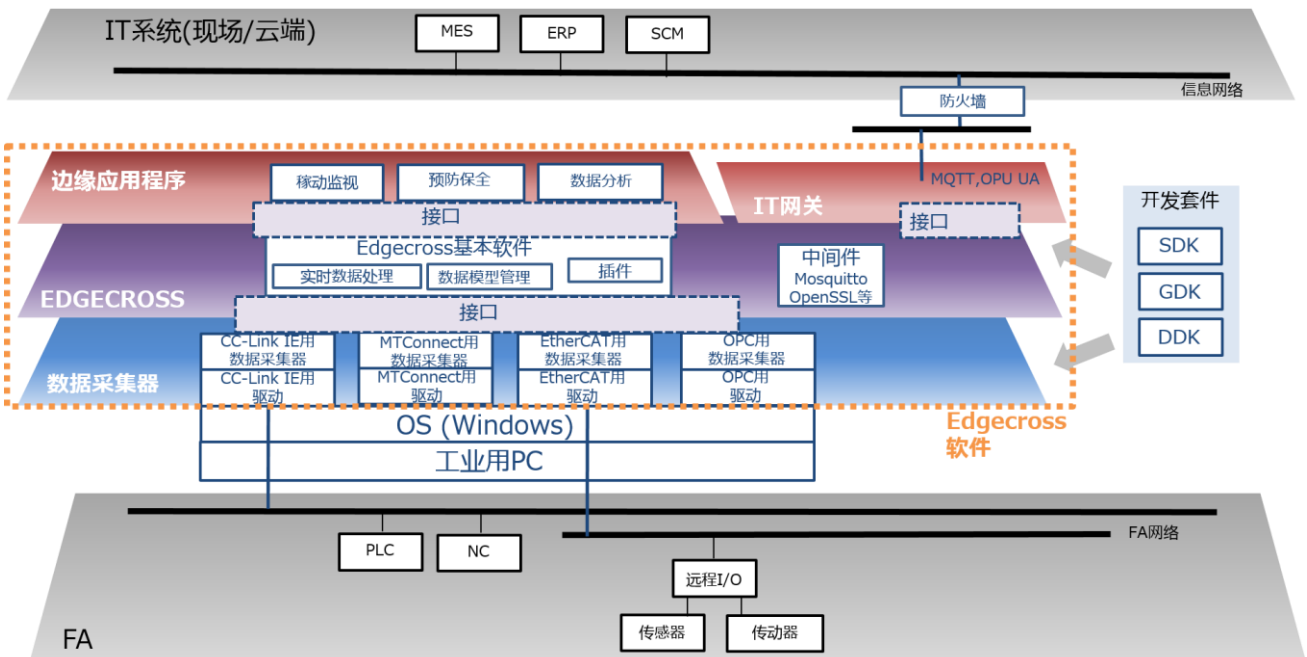 IT系统(现场/云端)
MES
ERP
SCM
信息网络
防火墙
边缘应用程序
稼动监视
预防保全
数据分析
接口
MQTT,OPU UA
IT网关
接口
开发套件
SDK
GDK
DDK
EDGECROSS
Edgecross基本软件
实时数据处理
数据模型管理
插件
中间件
Mosquitto
OpenSSL等
接口
数据采集器
CC-Link IE用
数据采集器
CC-Link IE用
驱动
MTConnect用
数据采集器
MTConnect用
驱动
EtherCAT用
数据采集器
EtherCAT用
驱动
OPC用
数据采集器
OPC用
驱动
Edgecross
软件
OS (Windows)
工业用PC
FA网络
PLC
NC
远程I/O
传感器
传动器
FA